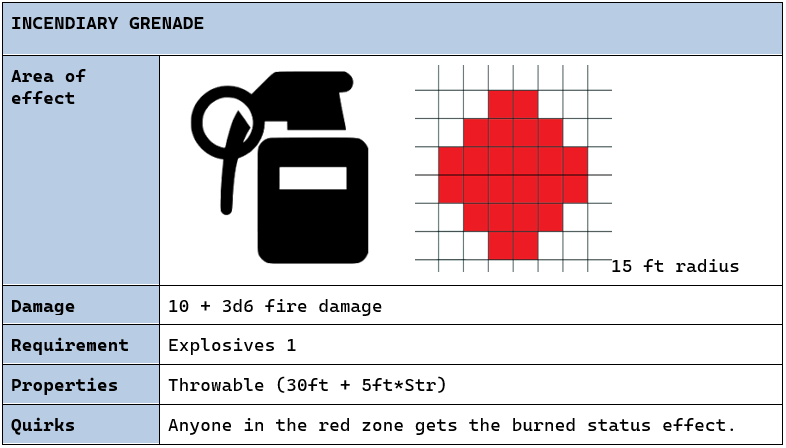 INCENDIARY GRENADE
Area of
effect
15 ft radius
Damage
10 + 3d6 fire damage
Requirement
Explosives 1
Properties
Throwable (30ft + 5ft*Str)
Quirks
Anyone in the red zone gets the burned status effect.